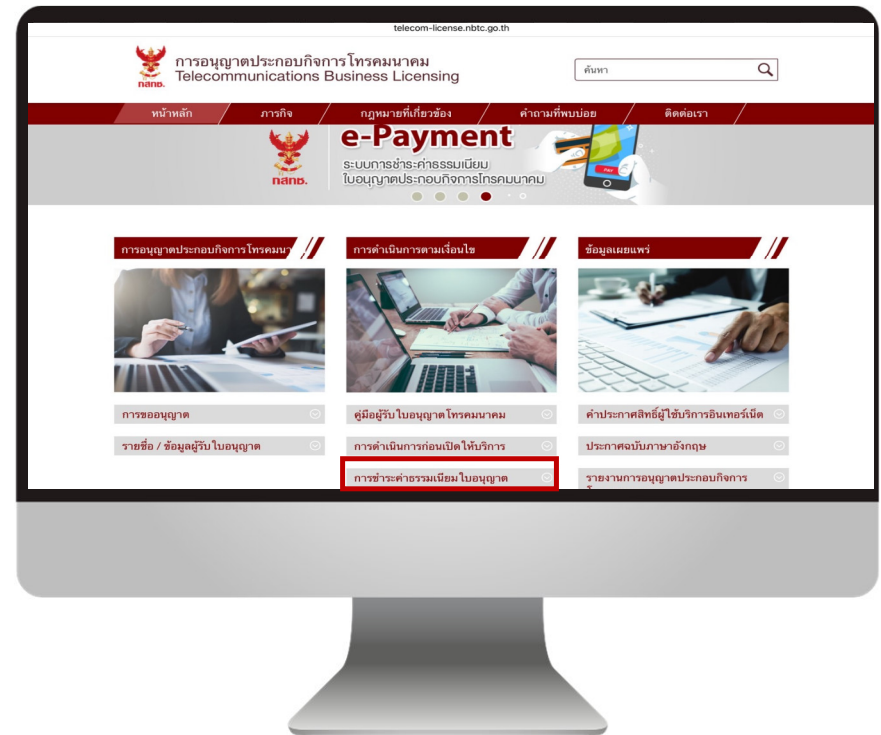 telecom-license.nbtc.go.th
การอนุญาตประกอบกิจการโทรคมนาคม
Telecommunications Business Licensing
กสทช.
ค้นหา
หน้าหลัก
ภารกิจ
กฎหมายที่เกี่ยวข้อง
คำถามที่พบบ่อย
ติดต่อเรา
กสทช.
e-Payment
ระบบการชำระค่าธรรมเนียม
ใบอนุญาตประกอบกิจการโทรคมนาคม
PAY
การอนุญาตประกอบกิจการโทรคมนา
การดำเนินการตามเงื่อนไข
ข้อมูลเผยแพร่
การขออนุญาต
รายชื่อ / ข้อมูลผู้รับใบอนุญาต
คู่มือผู้รับใบอนุญาตโทรคมนาคม
การดำเนินการก่อนเปิดให้บริการ
การชำระค่าธรรมเนียมใบอนุญาต
คำประกาศสิทธิ์ผู้ใช้บริการอินเทอร์เน็ต
ประกาศฉบับภาษาอังกฤษ
รายงานการอนุญาตประกอบกิจการ